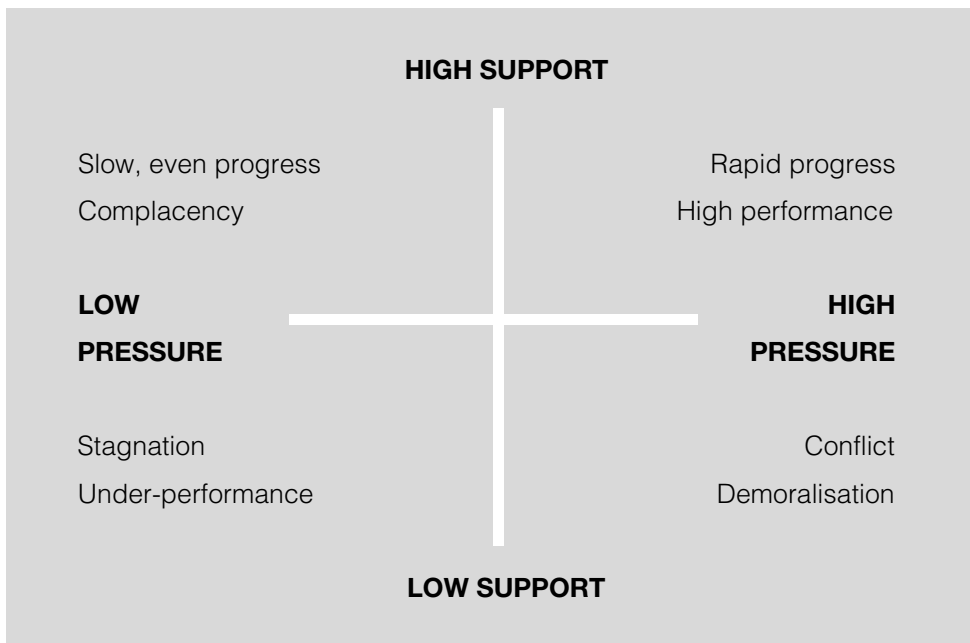 HIGH SUPPORT
Slow, even progress
Rapid progress
Complacency
High performance
LOW
HIGH
PRESSURE
PRESSURE
Stagnation
Conflict
Under-performance
Demoralisation
LOW SUPPORT